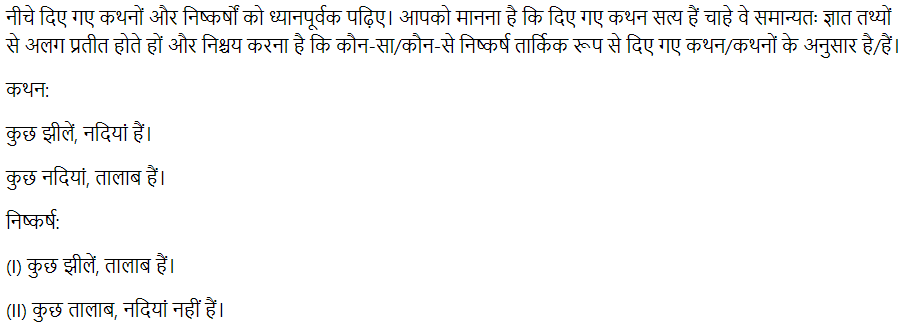 नीचे दिए गए कथनों और निष्कर्षों को ध्यानपूर्वक पढ़िए। आपको मानना है कि दिए गए कथन सत्य हैं चाहे वे समान्यतः ज्ञात तथ्यों
से अलग प्रतीत होते हों और निश्चय करना है कि कौन-सा/कौन-से निष्कर्ष तार्किक रूप से दिए गए कथन/कथनों के अनुसार है/हैं।
कथन:
कुछ झीलें, नदियां हैं।
कुछ नदियां, तालाब हैं।
निष्कर्ष:
(I) कुछ झीलें, तालाब हैं।
(II) कुछ तालाब, नदियां नहीं हैं।